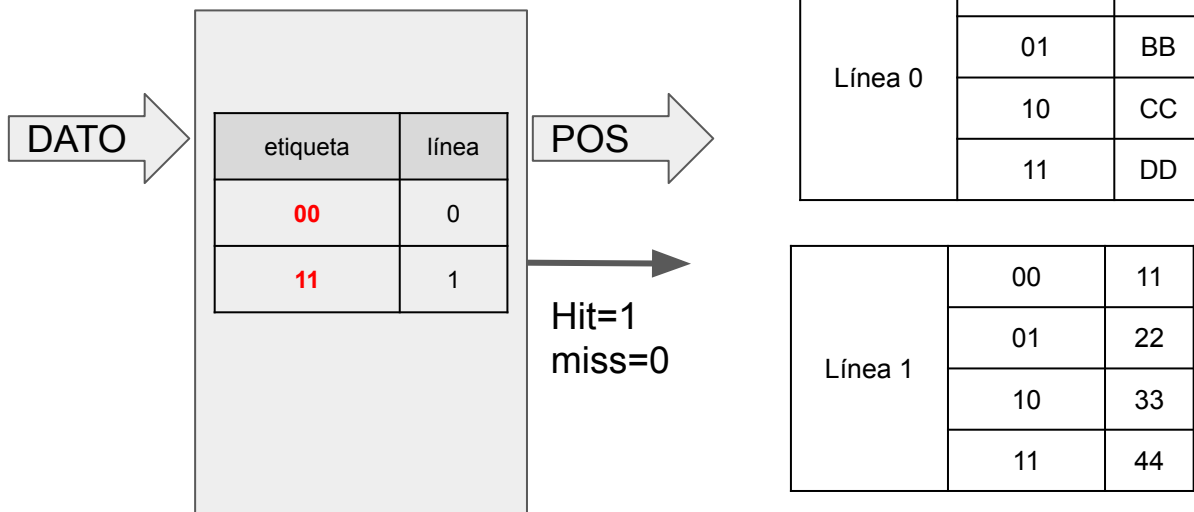 DATO
etiqueta línea
00 0
11 1
POS
Hit=1
miss=0
Línea 0
01 BB
10 CC
11 DD
Línea 1
00 11
01 22
10 33
11 44